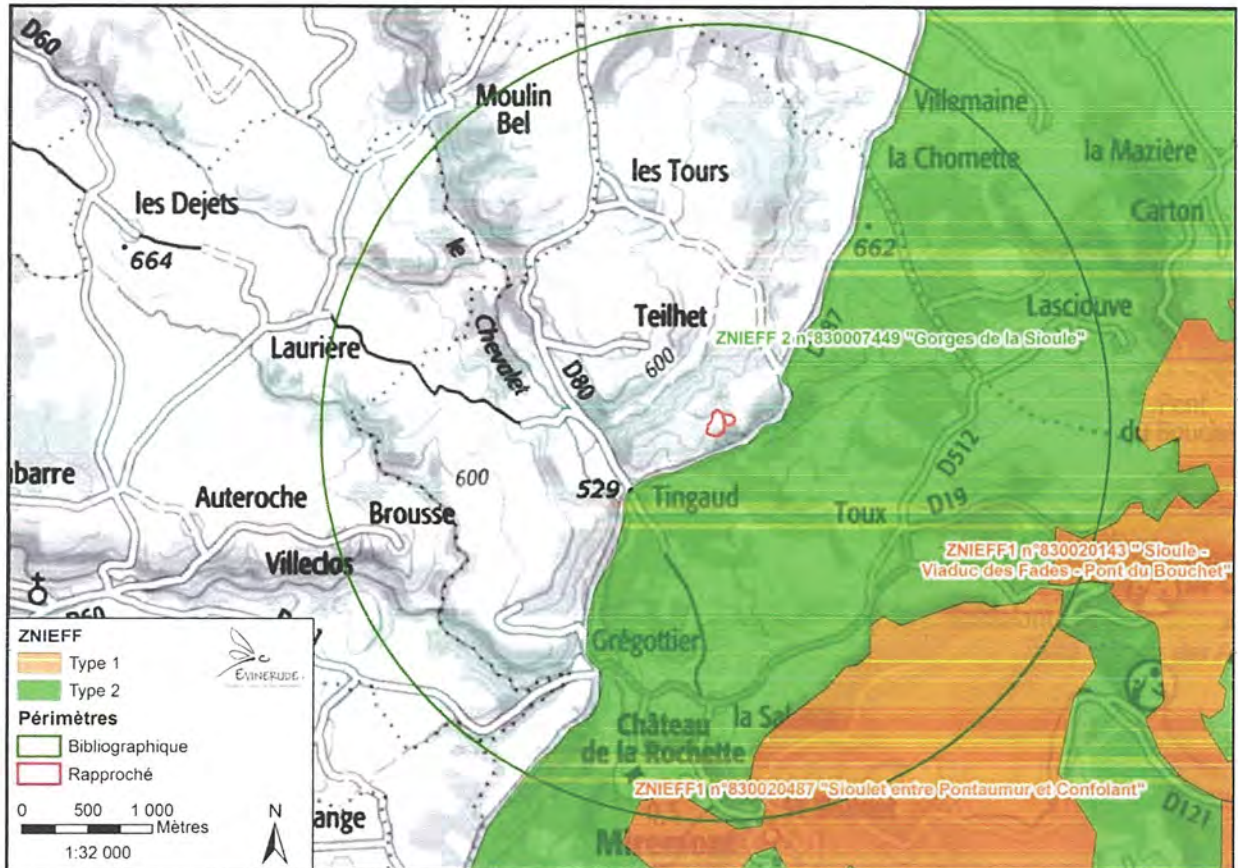 D60
Moulin
Bel
Villemaine
la Chomette
la Mazière
les Tours
les Dejets
664
le
Carton
662
Chevalet
Teilhet
Lasciouve
ZNIEFF 2 n°830007449 "Gorges de la Sioule"
Laurière
600
D80
D512
600
529
Tingaud
Toux
D19
Auteroche
Brousse
Villeclos
ZNIEFF1 n°830020143 " Sioule -
Viaduc des Fades - Pont du Bouchet"
Grégottier
Château
de la Rochette
ZNIEFF1 n°830020487 "Sioulet entre Pontaumur et Confolant"
D121
ZNIEFF
Type 1
Type 2
EVINERUDE
Périmètres
Bibliographique
Rapproché
0 500 1 000
Mètres
1:32 000
N